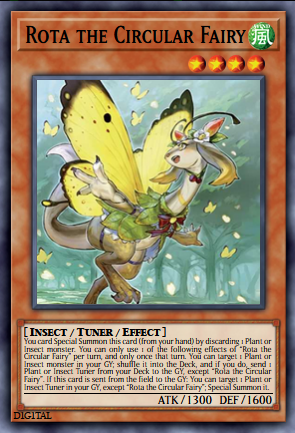 Rota the Circular Fairy
WIND
風
[ Insect / Tuner / Effect ]
You can Special Summon this card (from your hand) by discarding 1 Plant or
Insect monster. You can only use 1 of the following effects of "Rota the
Circular Fairy" per turn, and only once that turn. You can target 1 Plant or
Insect monster in your GY; shuffle it into the Deck, and if you do, send 1
Plant or Insect Tuner from your Deck to the GY, except "Rota the Circular
Fairy". If this card is sent from the field to the GY: You can target 1 Plant or
Insect Tuner in your GY, except "Rota the Circular Fairy"; Special Summon it.
ATK/1300 DEF/1600
DIGITAL